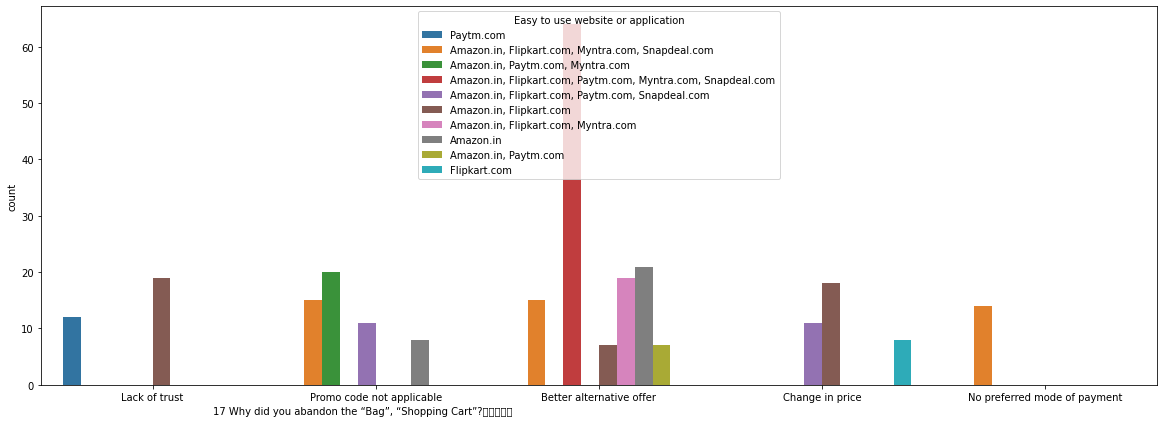 Easy to use website or application
Paytm.com
Amazon.in, Flipkart.com, Myntra.com, Snapdeal.com
Amazon.in, Paytm.com, Myntra.com
Amazon.in, Flipkart.com, Paytm.com, Myntra.com, Snapdeal.com
Amazon.in, Flipkart.com, Paytm.com, Snapdeal.com
Amazon.in, Flipkart.com
Amazon.in, Flipkart.com, Myntra.com
Amazon.in
Amazon.in, Paytm.com
Flipkart.com
60
50
40
30
20
10
0
count
Lack of trust
Promo code not applicable
Better alternative offer
Change in price
No preferred mode of payment
17 Why did you abandon the “Bag”, “Shopping Cart”?